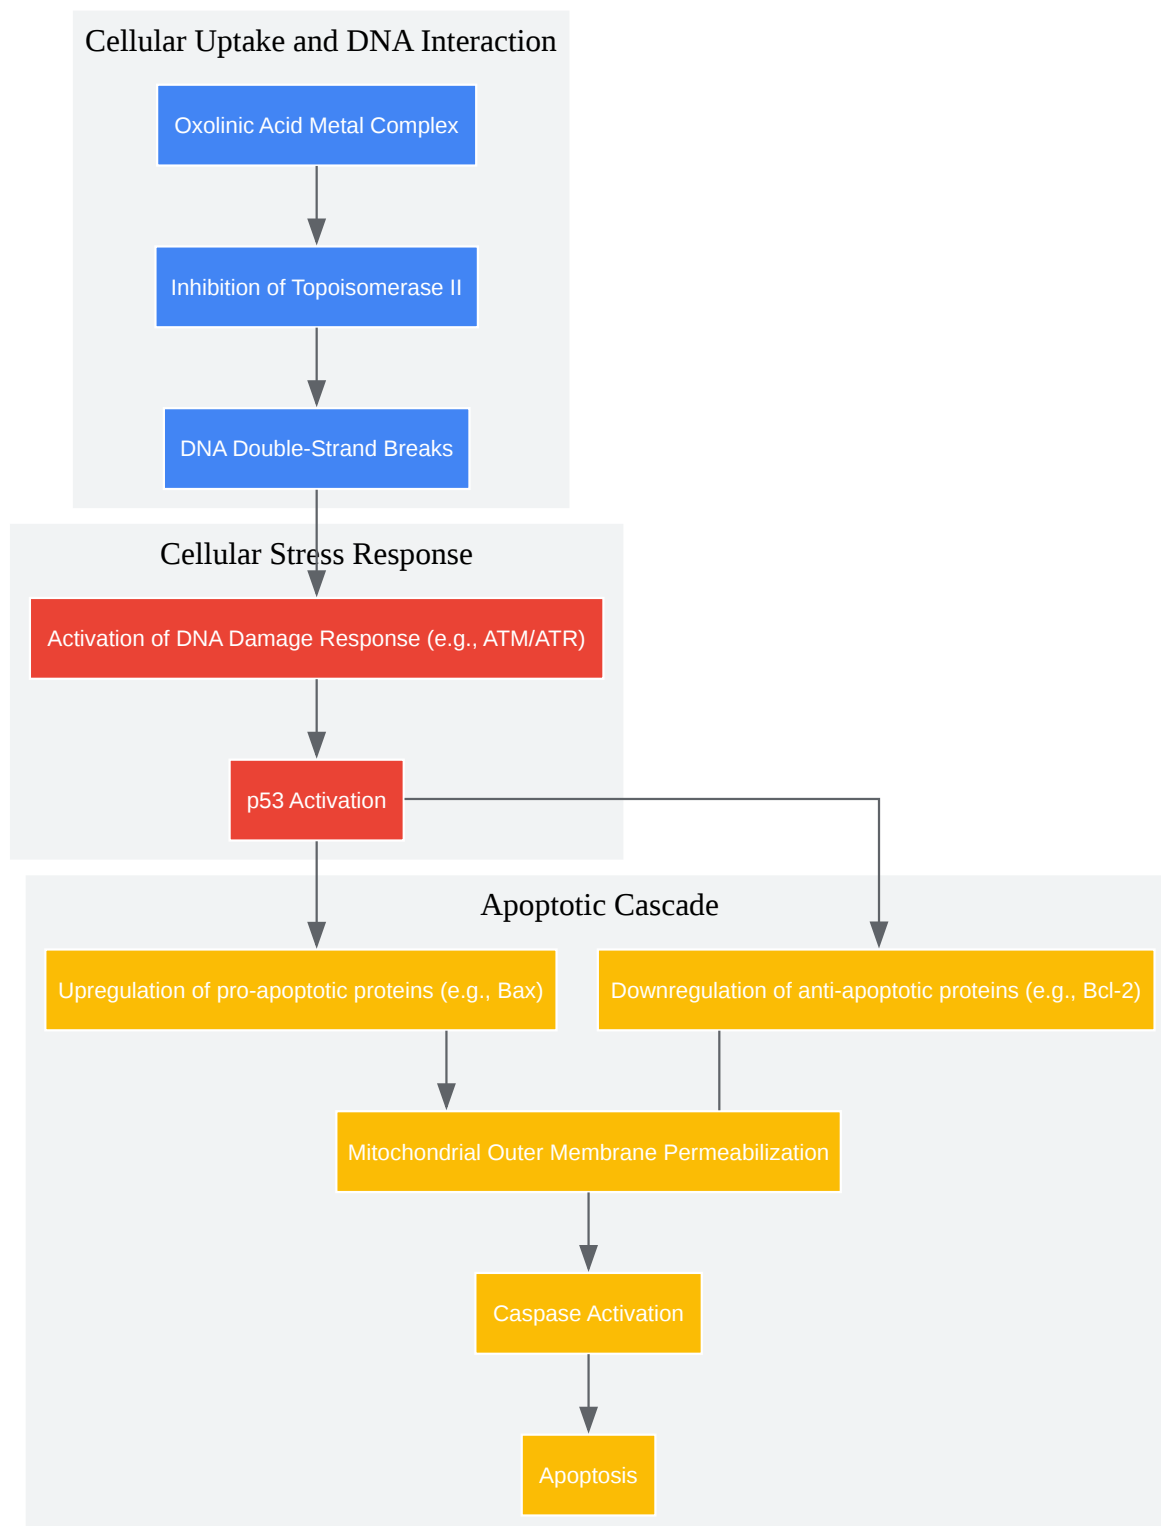 Cellular Uptake and DNA Interaction
Oxolinic Acid Metal Complex
Inhibition of Topoisomerase II
DNA Double-Strand Breaks
Cellular Stress Response
Activation of DNA Damage Response (e.g., ATM/ATR)
p53 Activation
Apoptotic Cascade
Upregulation of pro-apoptotic proteins (e.g., Bax)
Downregulation of anti-apoptotic proteins (e.g., Bcl-2)
Mitochondrial Outer Membrane Permeabilization
Caspase Activation
Apoptosis